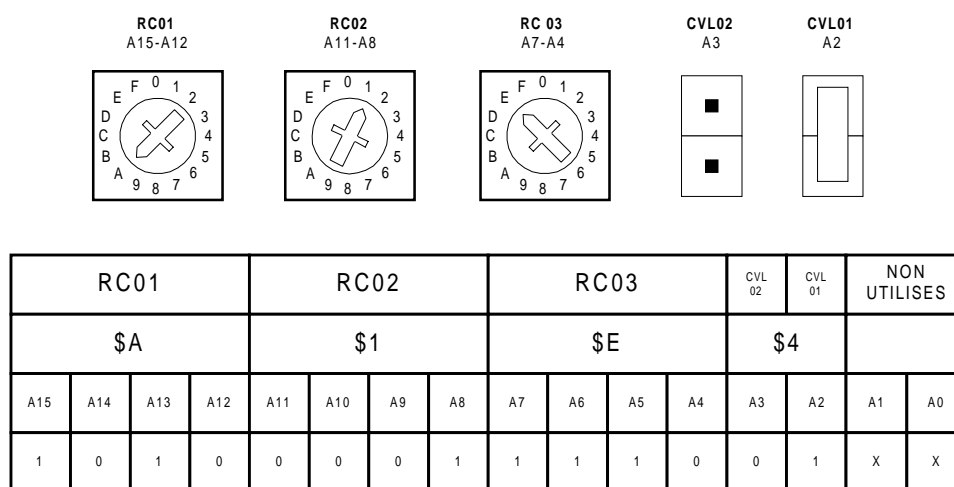 RC01 RC02 RC 03 CVL02 CVL01
A15-A12 A11-A8 A7-A4 A3 A2
0 1 2 3 4 5 6 7 8 9 A B C D E F
0 1 2 3 4 5 6 7 8 9 A B C D E F
0 1 2 3 4 5 6 7 8 9 A B C D E F
RC01 RC02 RC03 CVL 02 CVL 01 NON UTILISES
$A $1 $E $4
A15 A14 A13 A12 A11 A10 A9 A8 A7 A6 A5 A4 A3 A2 A1 A0
1 0 1 0 0 0 0 1 1 1 1 0 0 1 X X